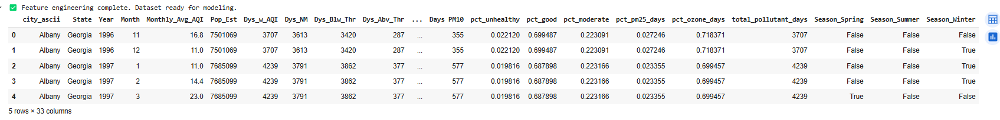 ✅ Feature engineering complete. Dataset ready for modeling.
city_ascii State Year Month Monthly_Avg_AQI Pop_Est Dys_w_AQI Dys_NM Dys_Blw_Thr Dys_Abv_Thr ... Days PM10 pct_unhealthy pct_good pct_moderate pct_pm25_days pct_ozone_days total_pollutant_days Season_Spring Season_Summer Season_Winter
0 Albany Georgia 1996 11 16.8 7501069 3707 3613 3420 287 ... 355 0.022120 0.699487 0.223091 0.027246 0.718371 3707 False False False
1 Albany Georgia 1996 12 11.0 7501069 3707 3613 3420 287 ... 355 0.022120 0.699487 0.223091 0.027246 0.718371 3707 False False True
2 Albany Georgia 1997 1 11.0 7685099 4239 3791 3862 377 ... 577 0.019816 0.687898 0.223166 0.023355 0.699457 4239 False False True
3 Albany Georgia 1997 2 14.4 7685099 4239 3791 3862 377 ... 577 0.019816 0.687898 0.223166 0.023355 0.699457 4239 False False True
4 Albany Georgia 1997 3 23.0 7685099 4239 3791 3862 377 ... 577 0.019816 0.687898 0.223166 0.023355 0.699457 4239 True False False
5 rows × 33 columns